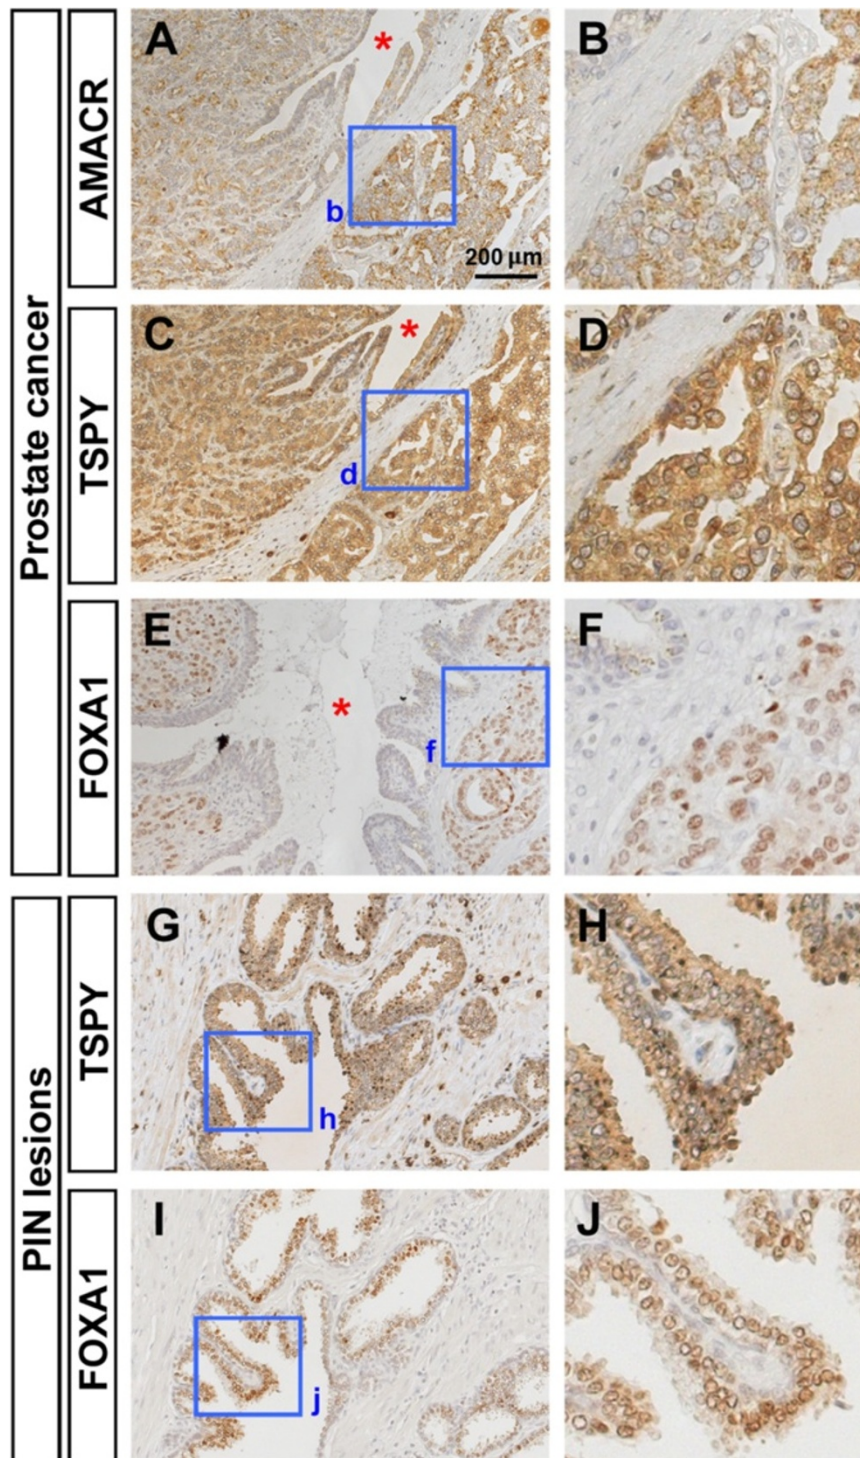 Prostate cancer
AMACR
A
*
b
200 μm
B
TSPY
C
*
d
D
FOXA1
E
*
f
F
PIN lesions
TSPY
G
h
H
FOXA1
I
j
J